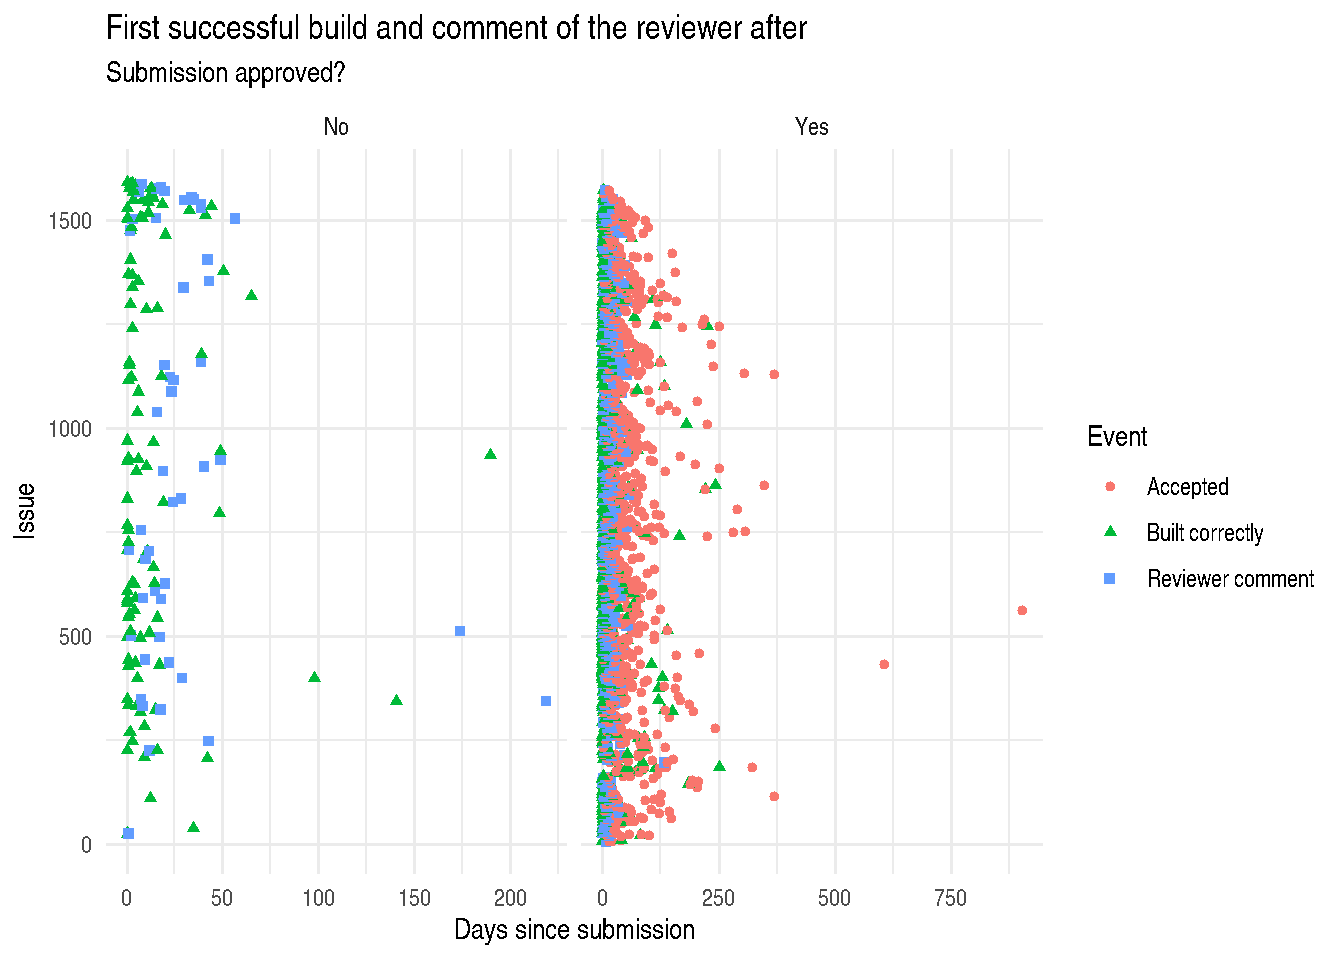 First successful build and comment of the reviewer after
Submission approved?
No
Yes
1500
1000
500
0
Issue
0 50 100 150 200
0 250 500 750
Days since submission
Event
Accepted
Built correctly
Reviewer comment